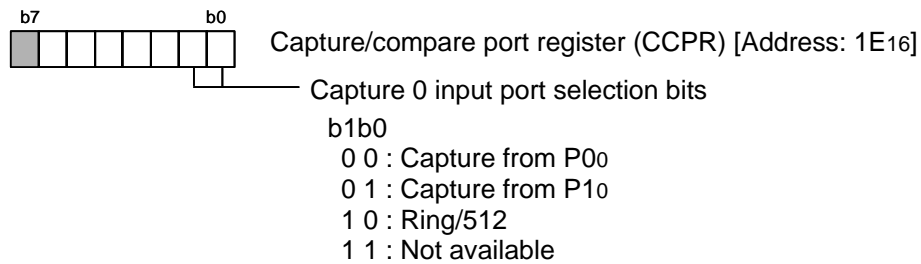 b7 b0
Capture/compare port register (CCPR) [Address: 1E16]
Capture 0 input port selection bits
b1b0
0 0 : Capture from P00
0 1 : Capture from P10
1 0 : Ring/512
1 1 : Not available